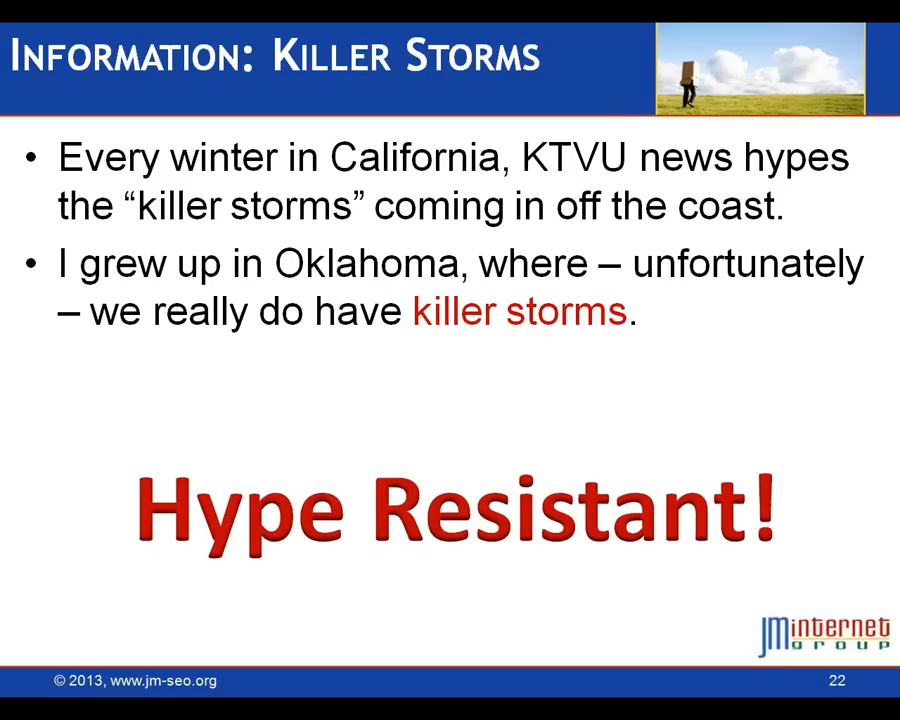 INFORMATION: KILLER STORMS
• Every winter in California, KTVU news hypes
the “killer storms” coming in off the coast.
• I grew up in Oklahoma, where – unfortunately
– we really do have killer storms.
Hype Resistant!
JMinternet
group
© 2013, www.jm-seo.org
22